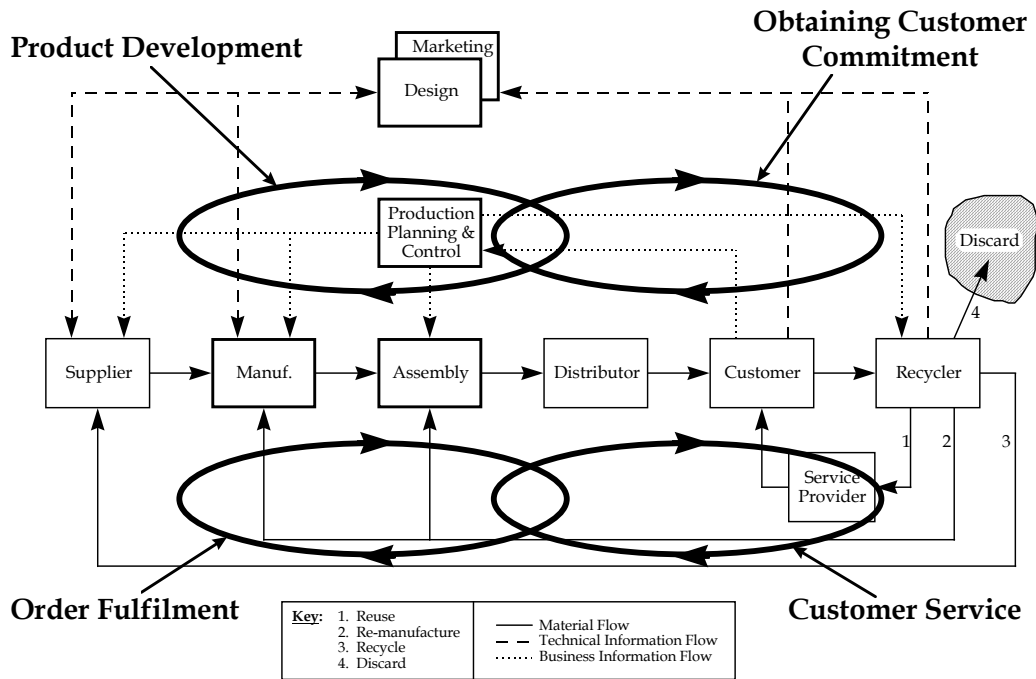 Product Development
Obtaining Customer
Commitment
Marketing
Design
Production
Planning &
Control
Discard
4
Supplier
Manuf.
Assembly
Distributor
Customer
Recycler
1
2
3
Service
Provider
Order Fulfilment
Customer Service
Key:
1. Reuse
2. Re-manufacture
3. Recycle
4. Discard
Material Flow
Technical Information Flow
Business Information Flow